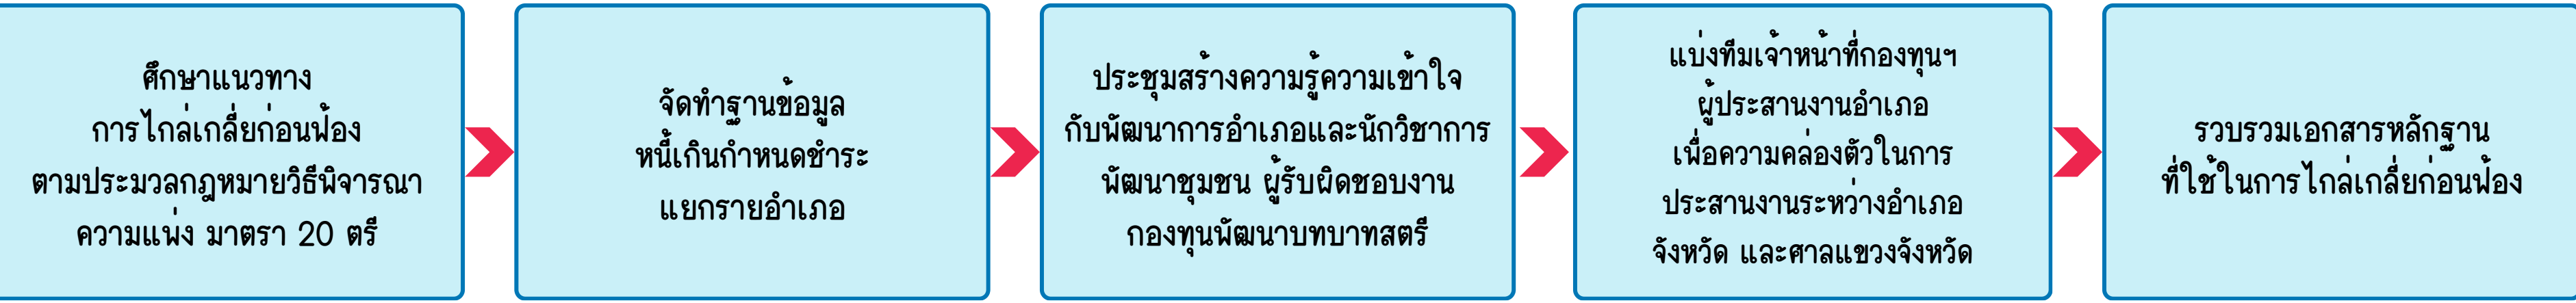 ศึกษาแนวทาง
การไกล่เกลี่ยก่อนฟ้อง
ตามประมวลกฎหมายวิธีพิจารณา
ความแพ่ง มาตรา 20 ตรี
จัดทำฐานข้อมูล
หนี้เกินกำหนดชำระ
แยกรายอำเภอ
ประชุมสร้างความรู้ความเข้าใจ
กับพัฒนาการอำเภอและนักวิชาการ
พัฒนาชุมชน ผู้รับผิดชอบงาน
กองทุนพัฒนาบทบาทสตรี
แบ่งทีมเจ้าหน้าที่กองทุนฯ
ผู้ประสานงานอำเภอ
เพื่อความคล่องตัวในการ
ประสานงานระหว่างอำเภอ
จังหวัด และศาลแขวงจังหวัด
รวบรวมเอกสารหลักฐาน
ที่ใช้ในการไกล่เกลี่ยก่อนฟ้อง